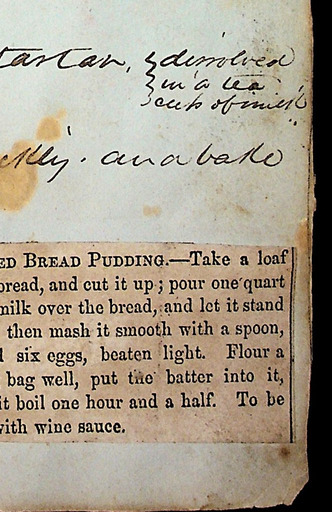 tartar, } dissolved
} in a tea
} cup of milk
ckly. and bake
ED BREAD PUDDING.—Take a loaf
bread, and cut it up; pour one quart
milk over the bread, and let it stand
then mash it smooth with a spoon,
six eggs, beaten light. Flour a
bag well, put the batter into it,
it boil one hour and a half. To be
with wine sauce.